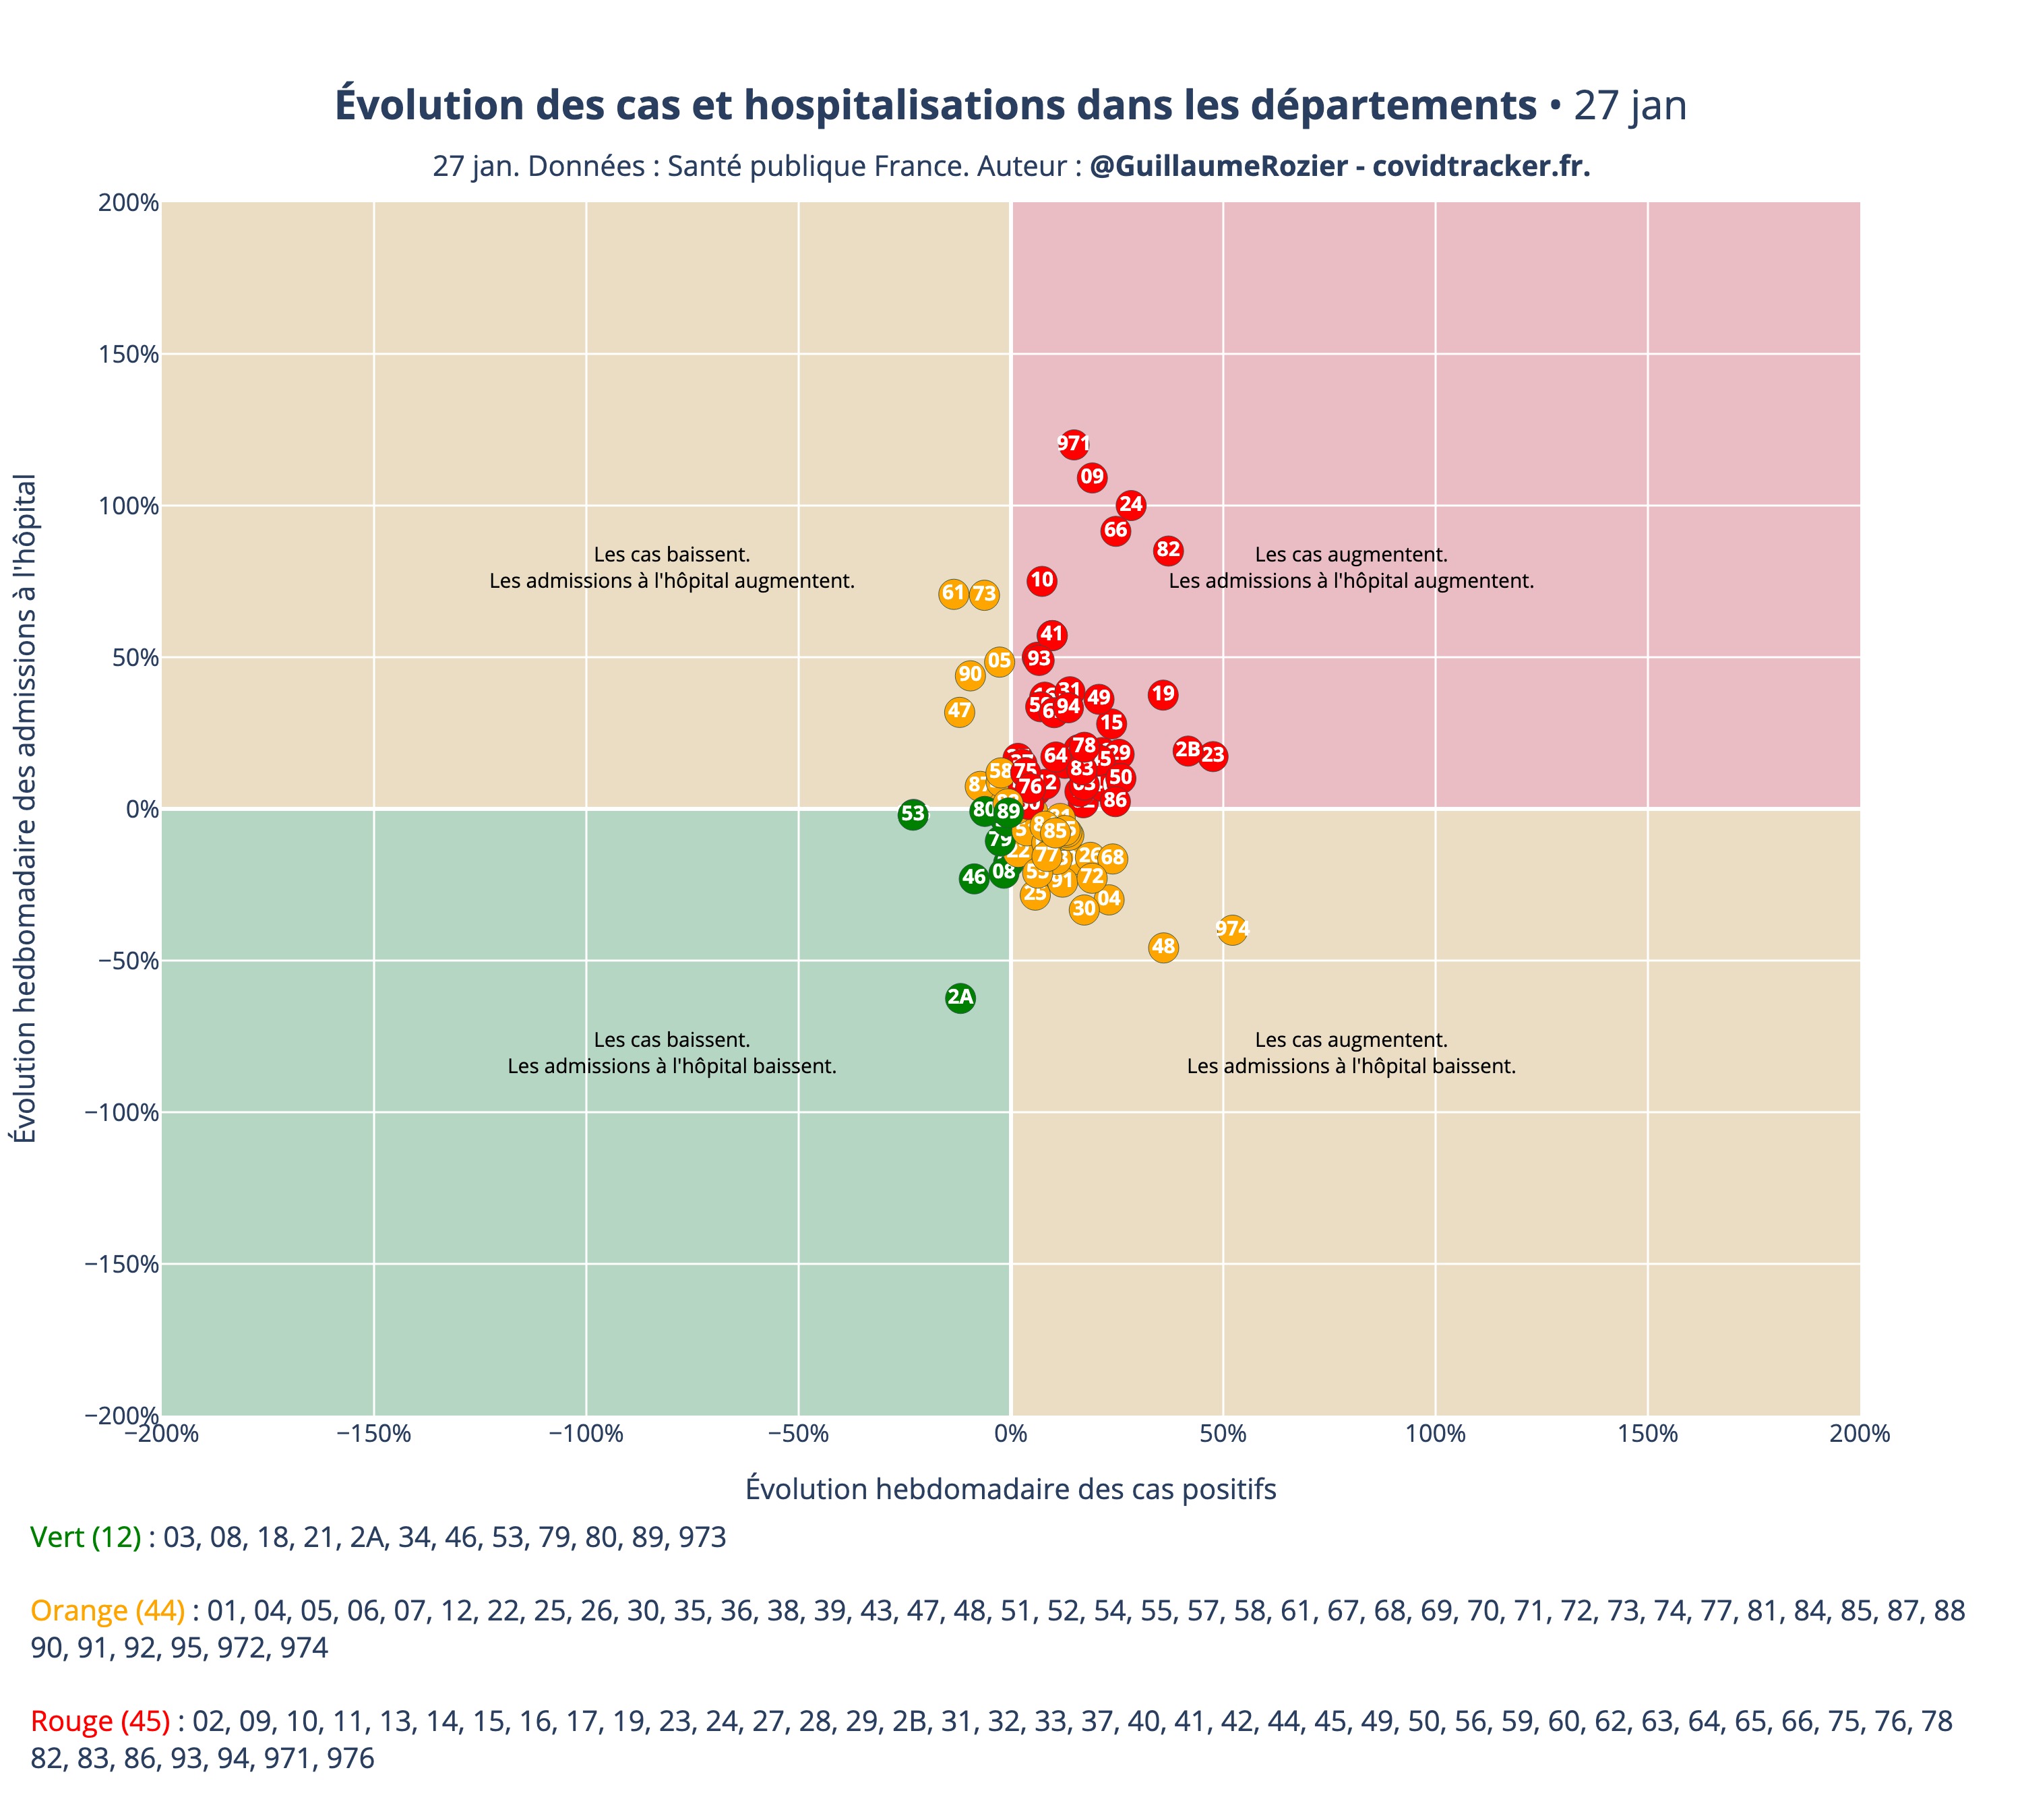 Évolution des cas et hospitalisations dans les départements • 27 jan
27 jan. Données : Santé publique France. Auteur : @GuillaumeRozier - covidtracker.fr.
Évolution hedbomadaire des admissions à l'hôpital
200%
150%
100%
50%
0%
−50%
−100%
−150%
−200%
Les cas baissent.
Les admissions à l'hôpital augmentent.
Les cas augmentent.
Les admissions à l'hôpital augmentent.
971
09
24
66
82
10
61 73
41
93
05
90
47
31
49
19
94
15
78
64
29
2B 23
58
75
83
50
87
76
86
53
80
89
79
85
77
26
68
46
08
91
72
25
04
30
974
48
2A
Les cas baissent.
Les admissions à l'hôpital baissent.
Les cas augmentent.
Les admissions à l'hôpital baissent.
−200% −150% −100% −50% 0% 50% 100% 150% 200%
Évolution hebdomadaire des cas positifs
Vert (12) : 03, 08, 18, 21, 2A, 34, 46, 53, 79, 80, 89, 973
Orange (44) : 01, 04, 05, 06, 07, 12, 22, 25, 26, 30, 35, 36, 38, 39, 43, 47, 48, 51, 52, 54, 55, 57, 58, 61, 67, 68, 69, 70, 71, 72, 73, 74, 77, 81, 84, 85, 87, 88
90, 91, 92, 95, 972, 974
Rouge (45) : 02, 09, 10, 11, 13, 14, 15, 16, 17, 19, 23, 24, 27, 28, 29, 2B, 31, 32, 33, 37, 40, 41, 42, 44, 45, 49, 50, 56, 59, 60, 62, 63, 64, 65, 66, 75, 76, 78
82, 83, 86, 93, 94, 971, 976